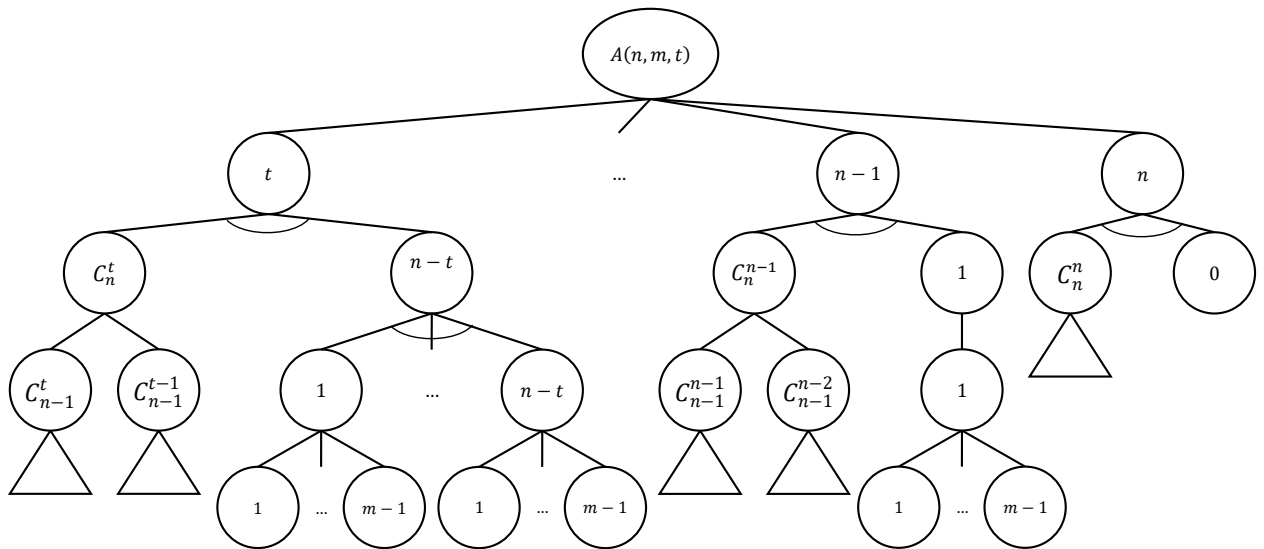 A(n, m, t)
t ... n − 1 n
C_n^t n − t C_n^{n−1} 1 C_n^n 0
C_{n−1}^t C_{n−1}^{t−1} 1 ... n − t C_{n−1}^{n−1} C_{n−1}^{n−2} 1
1 ... m − 1 1 ... m − 1 1 ... m − 1